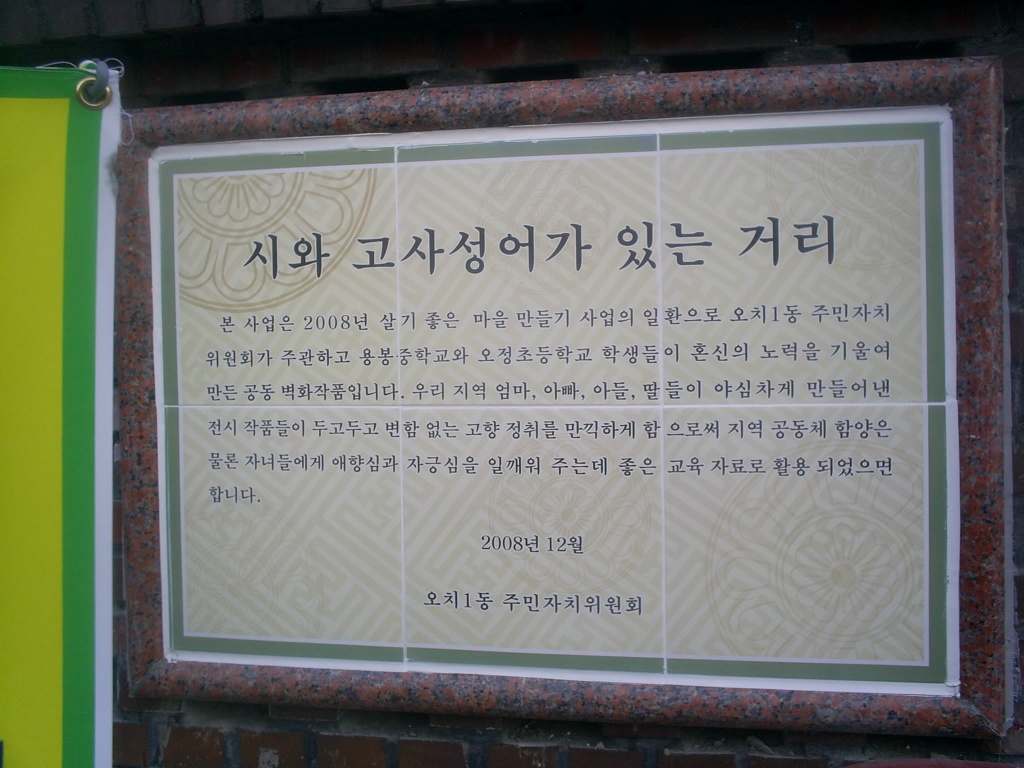 시와 고사성어가 있는 거리
본 사업은 2008년 살기 좋은 마을 만들기 사업의 일환으로 오치1동 주민자치
위원회가 주관하고 용봉중학교와 오정초등학교 학생들이 혼신의 노력을 기울여
만든 공동 벽화작품입니다. 우리 지역 엄마, 아빠, 아들, 딸들이 야심차게 만들어낸
전시 작품들이 두고두고 변함 없는 고향 정취를 만끽하게 함으로써 지역 공동체 함양은
물론 자녀들에게 애향심과 자긍심을 일깨워 주는데 좋은 교육 자료로 활용 되었으면
합니다.
2008년 12월
오치1동 주민자치위원회